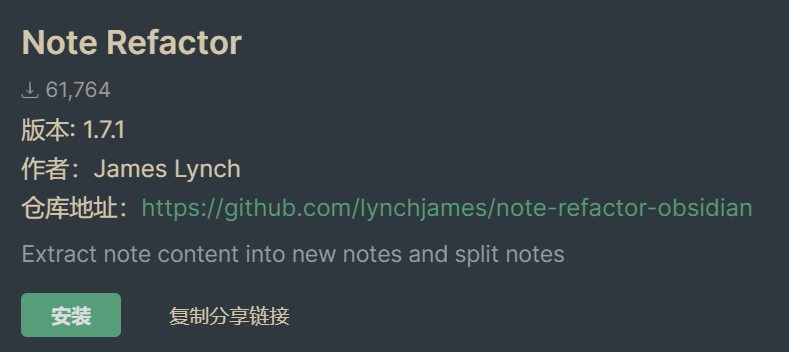 Note Refactor
61,764
版本: 1.7.1
作者：James Lynch
仓库地址：https://github.com/lynchjames/note-refactor-obsidian
Extract note content into new notes and split notes
安装 复制分享链接